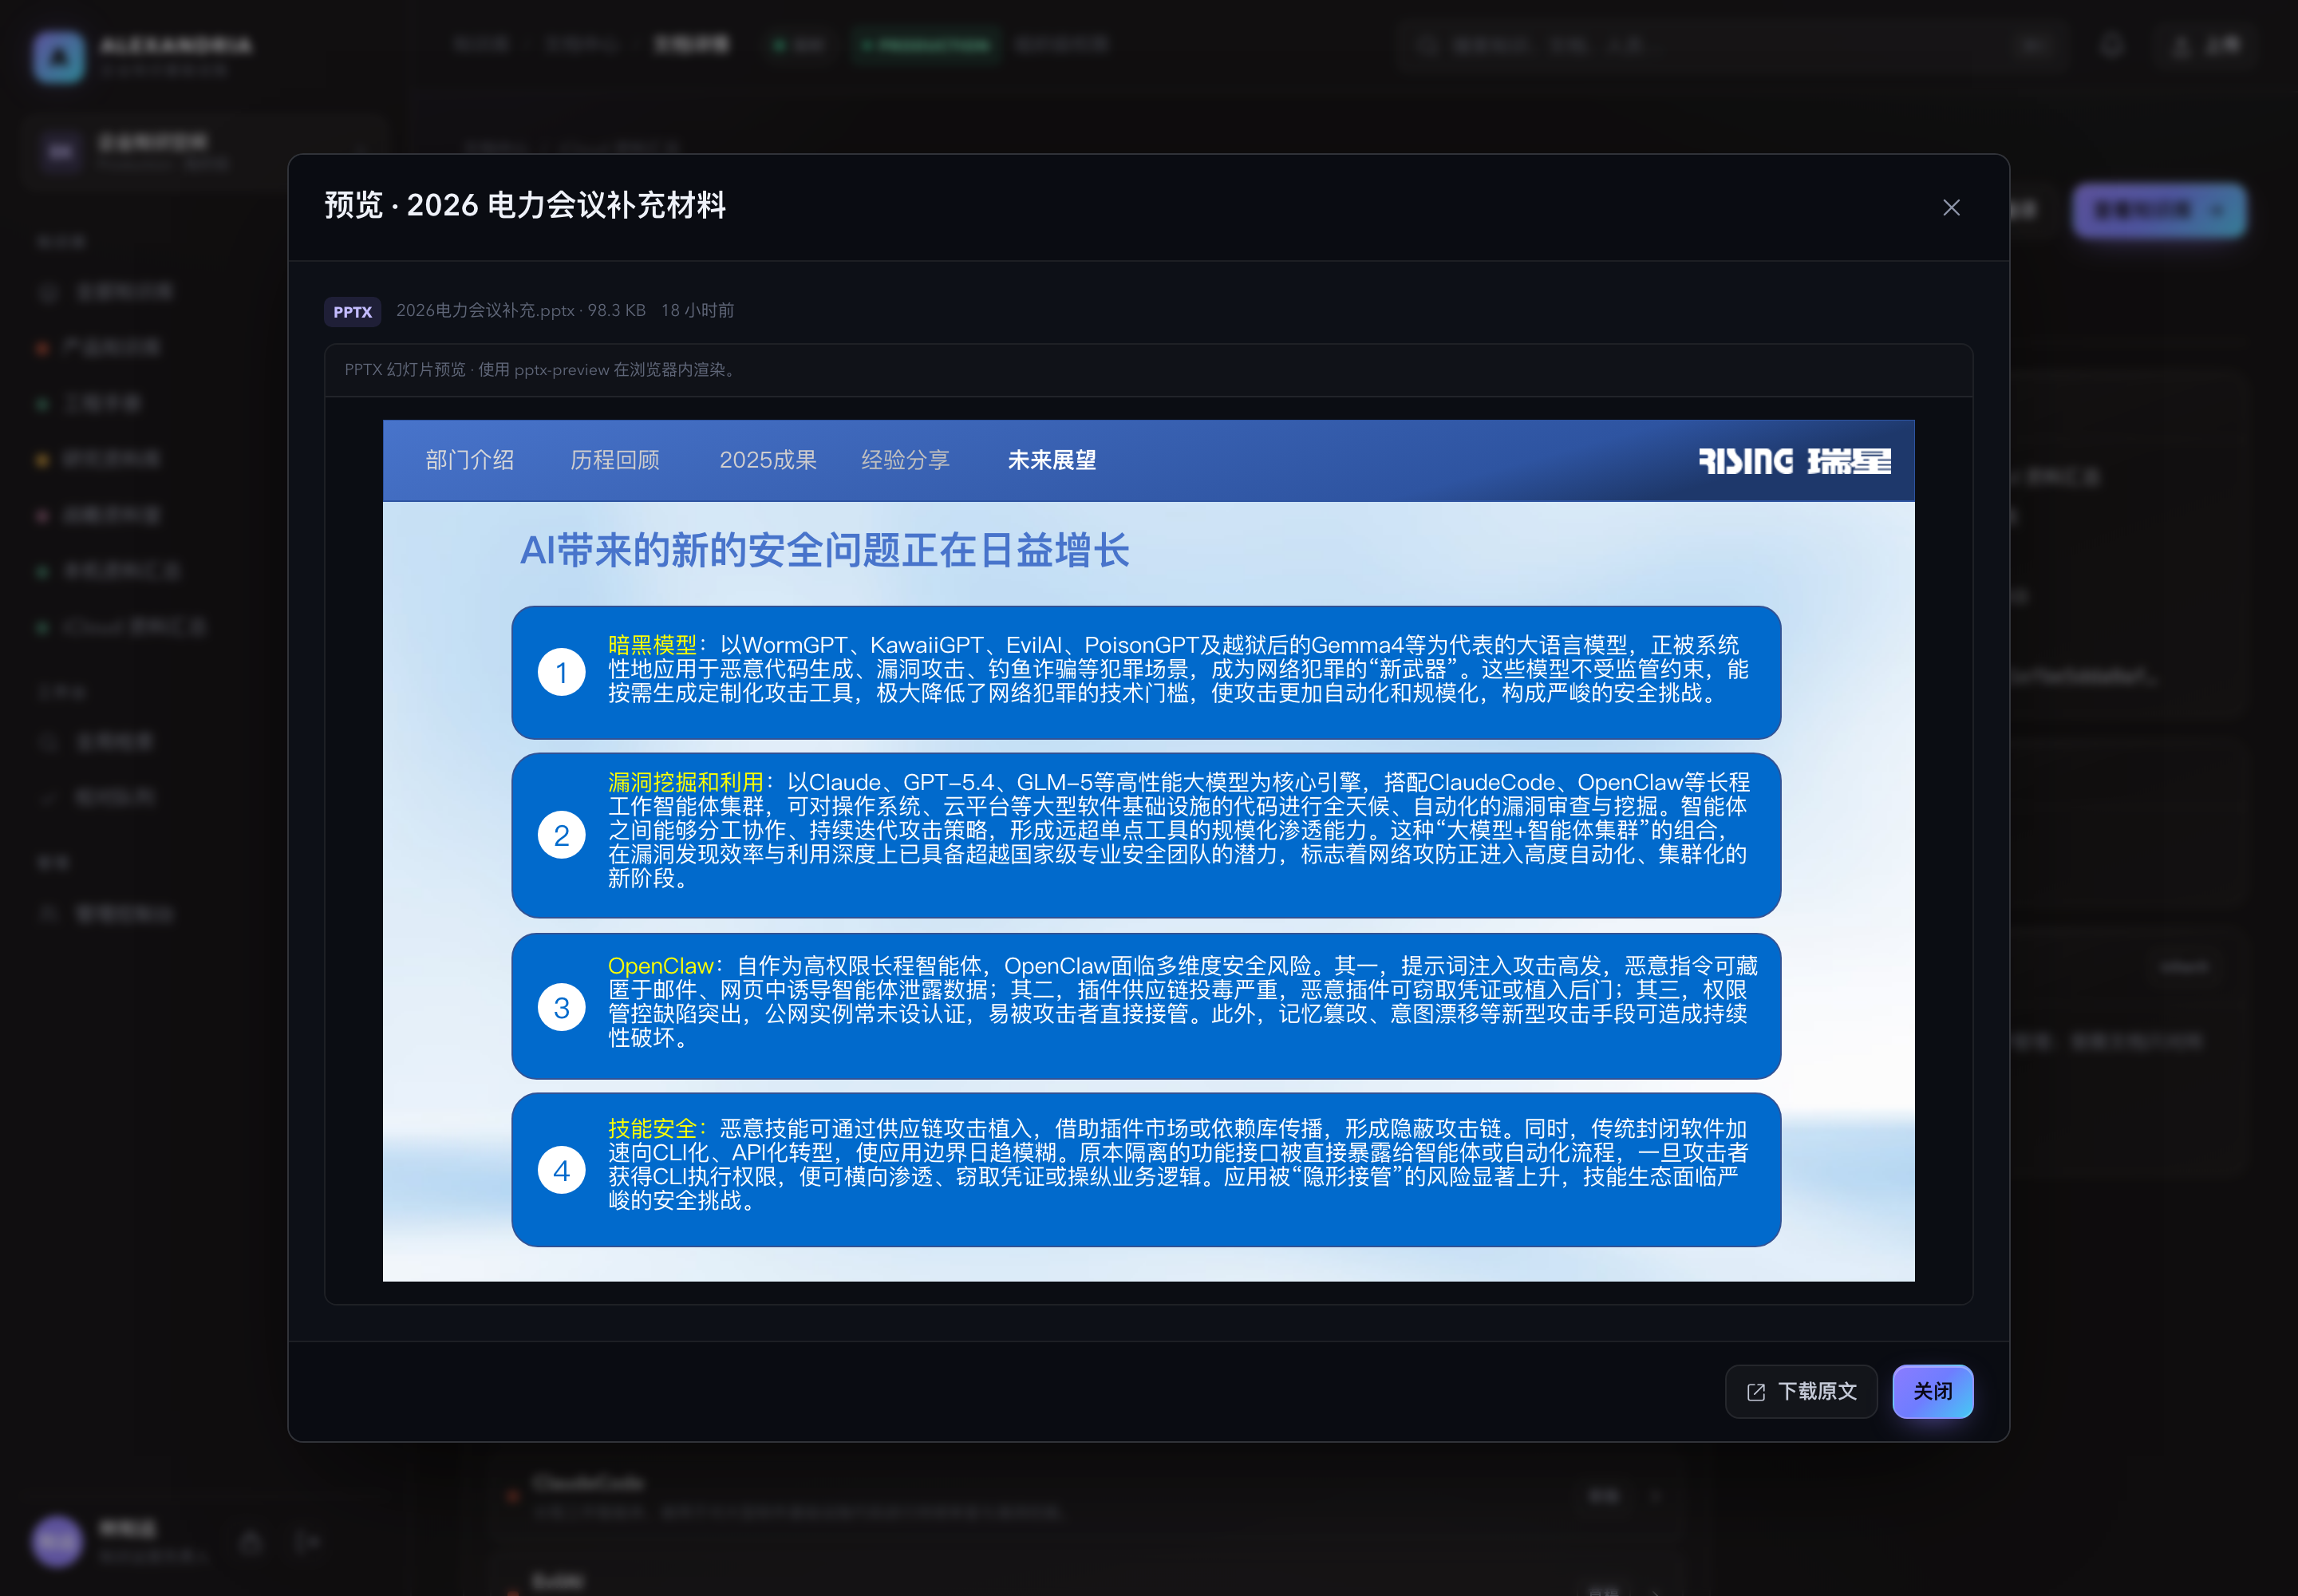 ALEXANDRIA
预览 · 2026 电力会议补充材料
PPTX 2026电力会议补充.pptx · 98.3 KB 18 小时前
PPTX 幻灯片预览 · 使用 pptx-preview 在浏览器内渲染。
部门介绍 历程回顾 2025成果 经验分享 未来展望 RISING 瑞星
AI带来的新的安全问题正在日益增长
1
暗黑模型：以WormGPT、KawaiiGPT、EvilAI、PoisonGPT及越狱后的Gemma4等为代表的大语言模型，正被系统
性地应用于恶意代码生成、漏洞攻击、钓鱼诈骗等犯罪场景，成为网络犯罪的“新武器”。这些模型不受监管约束，能
按需生成定制化攻击工具，极大降低了网络犯罪的技术门槛，使攻击更加自动化和规模化，构成严峻的安全挑战。
2
漏洞挖掘和利用：以Claude、GPT-5.4、GLM-5等高性能大模型为核心引擎，搭配ClaudeCode、OpenClaw等长程
工作智能体集群，可对操作系统、云平台等大型软件基础设施的代码进行全天候、自动化的漏洞审查与挖掘。智能体
之间能够分工协作、持续迭代攻击策略，形成远超单点工具的规模化渗透能力。这种“大模型+智能体集群”的组合，
在漏洞发现效率与利用深度上已具备超越国家级专业安全团队的潜力，标志着网络攻防正进入高度自动化、集群化的
新阶段。
3
OpenClaw：自作为高权限长程智能体，OpenClaw面临多维度安全风险。其一，提示词注入攻击高发，恶意指令可藏
匿于邮件、网页中诱导智能体泄露数据；其二，插件供应链投毒严重，恶意插件可窃取凭证或植入后门；其三，权限
管控缺陷突出，公网实例常未设认证，易被攻击者直接接管。此外，记忆篡改、意图漂移等新型攻击手段可造成持续
性破坏。
4
技能安全：恶意技能可通过供应链攻击植入，借助插件市场或依赖库传播，形成隐蔽攻击链。同时，传统封闭软件加
速向CLI化、API化转型，使应用边界日趋模糊。原本隔离的功能接口被直接暴露给智能体或自动化流程，一旦攻击者
获得CLI执行权限，便可横向渗透、窃取凭证或操纵业务逻辑。应用被“隐形接管”的风险显著上升，技能生态面临严
峻的安全挑战。
下载原文 关闭
ClaudeCode